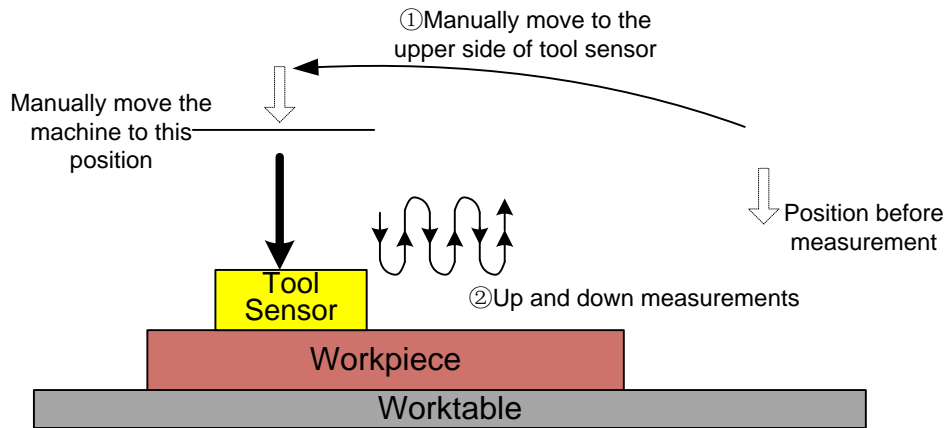 ①Manually move to the
upper side of tool sensor
Manually move the
machine to this
position
Position before
measurement
Tool
Sensor
②Up and down measurements
Workpiece
Worktable